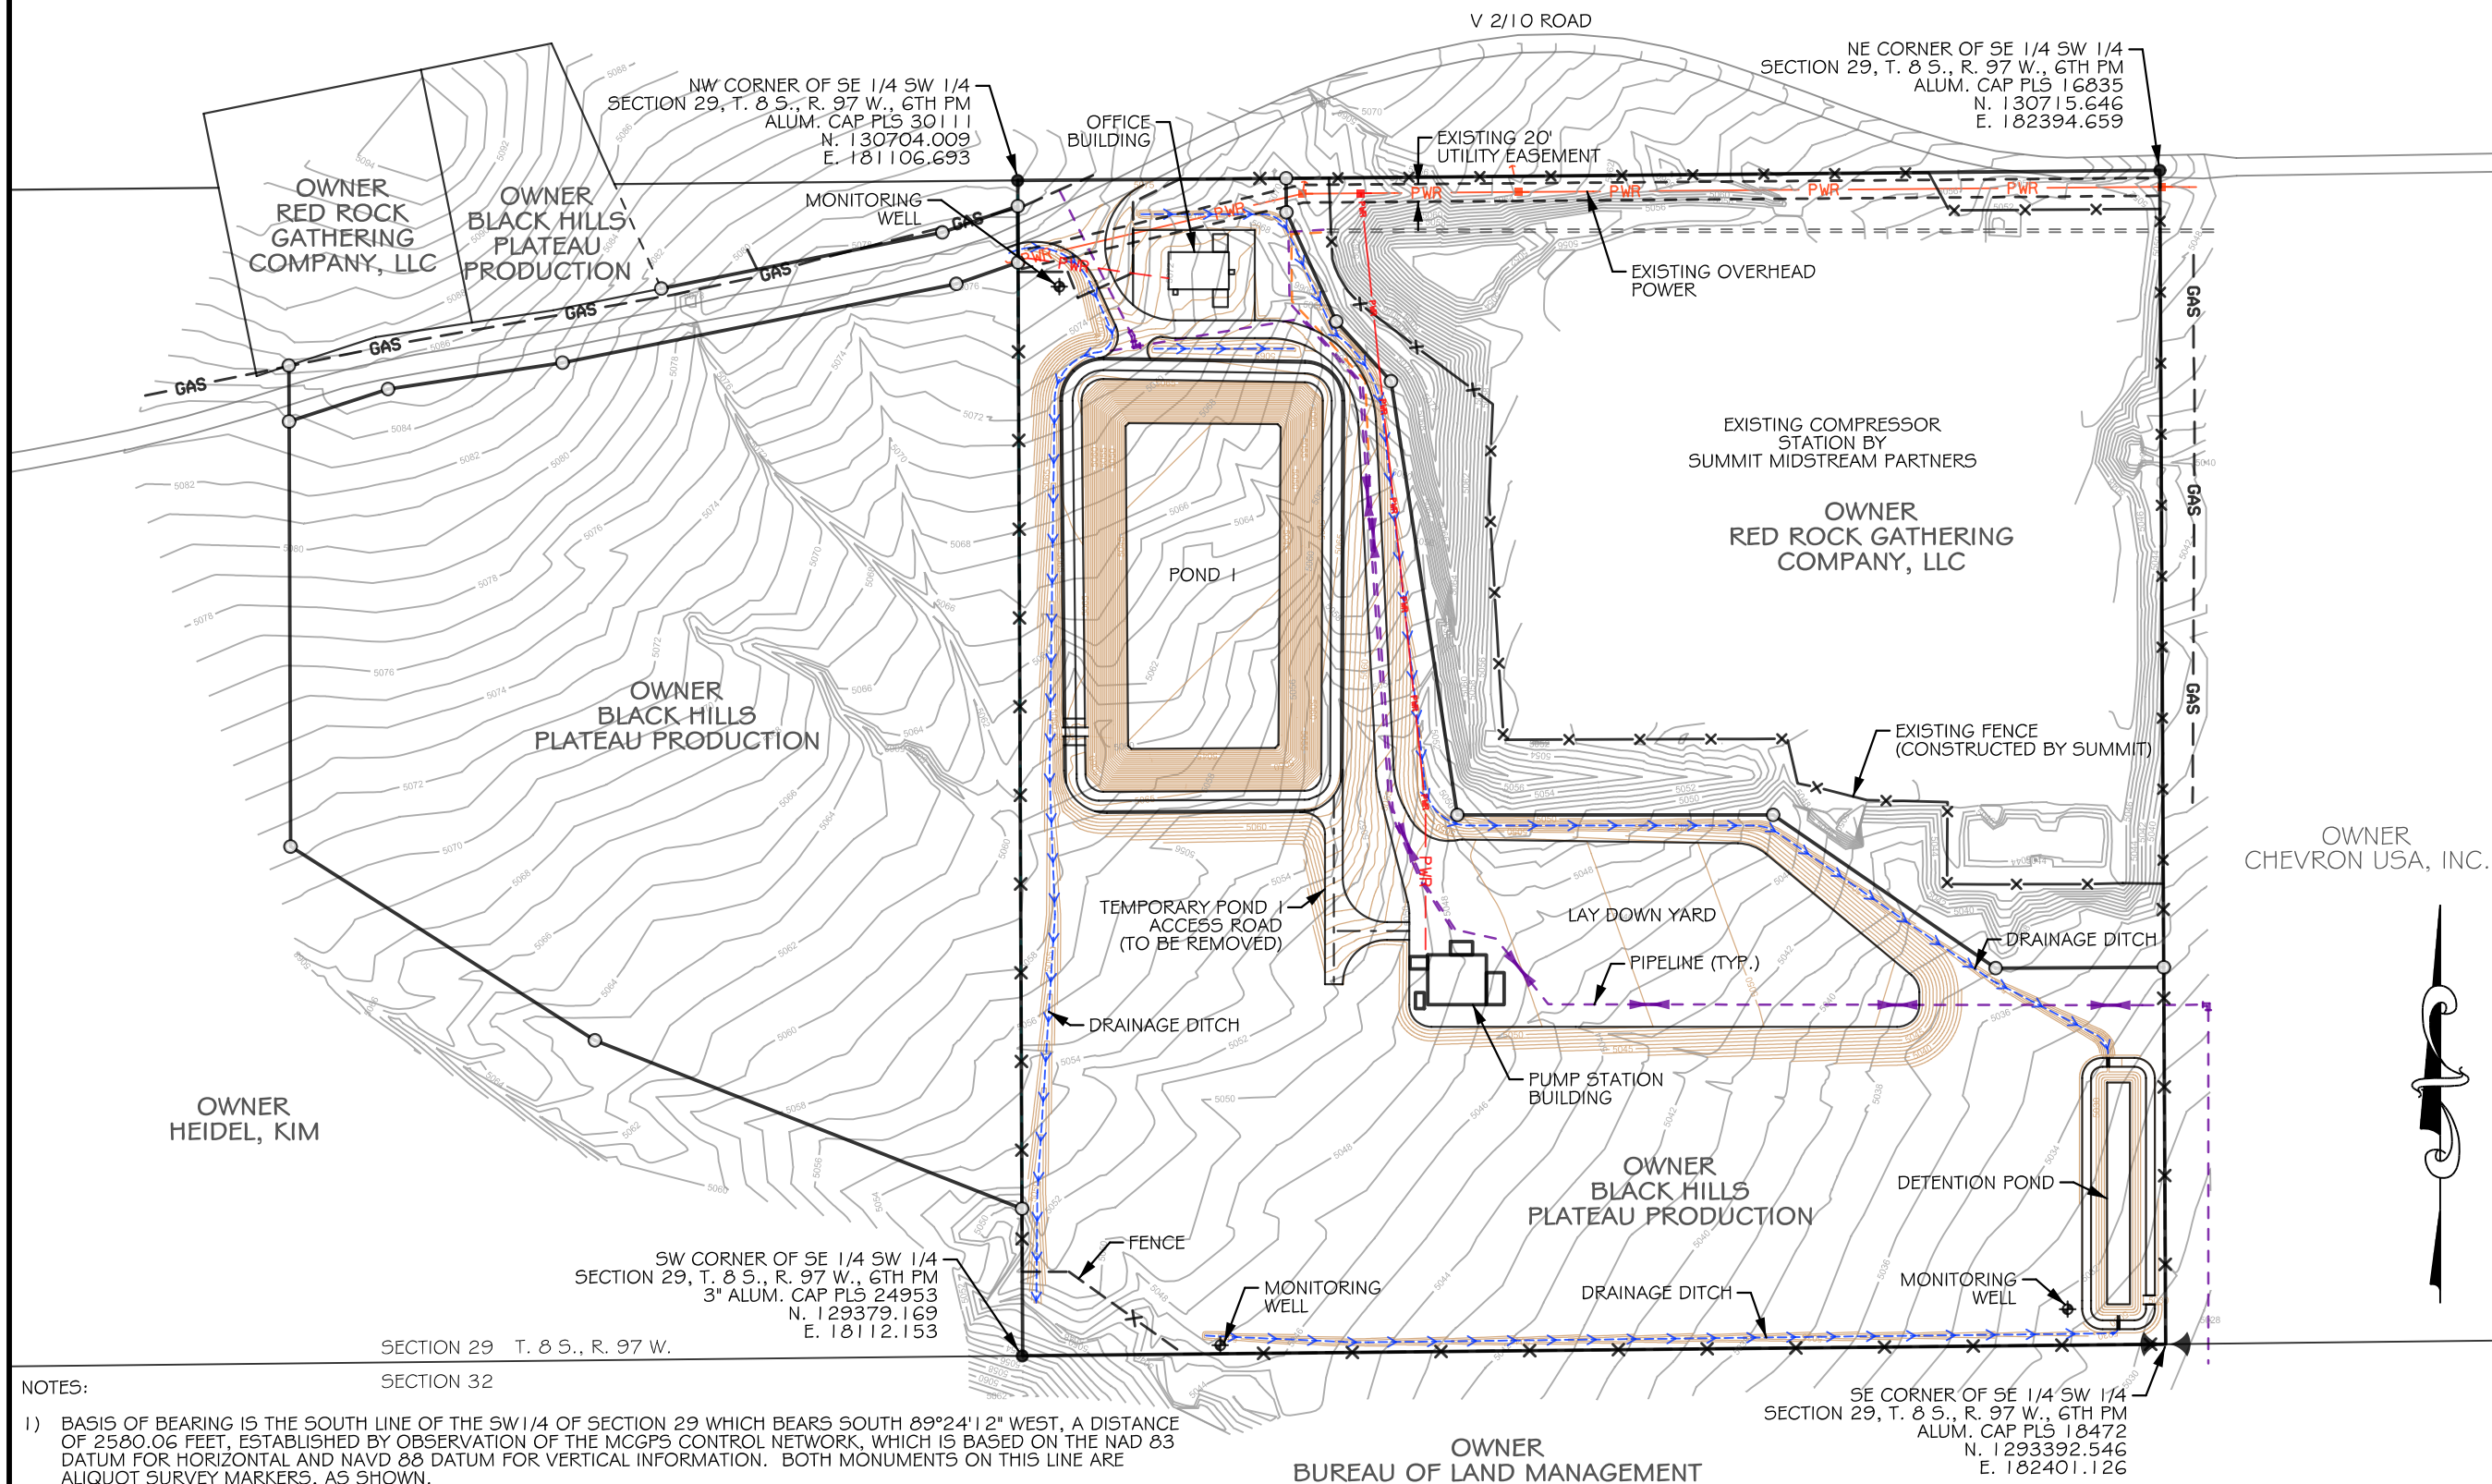 V 2/10 ROAD
NW CORNER OF SE 1/4 SW 1/4
SECTION 29, T. 8 S., R. 97 W., 6TH PM
ALUM. CAP PLS 30111
N. 130704.009
E. 181106.693
NE CORNER OF SE 1/4 SW 1/4
SECTION 29, T. 8 S., R. 97 W., 6TH PM
ALUM. CAP PLS 16835
N. 130715.646
E. 182394.659
OFFICE
BUILDING
EXISTING 20'
UTILITY EASEMENT
MONITORING
WELL
OWNER
RED ROCK
GATHERING
COMPANY, LLC
OWNER
BLACK HILLS
PLATEAU
PRODUCTION
EXISTING OVERHEAD
POWER
PWR
PWR
PWR
PWR
PWR
PWR
PWR
PWR
GAS
GAS
GAS
GAS
GAS
GAS
GAS
GAS
EXISTING COMPRESSOR
STATION BY
SUMMIT MIDSTREAM PARTNERS
OWNER
RED ROCK GATHERING
COMPANY, LLC
POND 1
OWNER
BLACK HILLS
PLATEAU PRODUCTION
EXISTING FENCE
(CONSTRUCTED BY SUMMIT)
OWNER
CHEVRON USA, INC.
TEMPORARY POND 1
ACCESS ROAD
(TO BE REMOVED)
LAY DOWN YARD
DRAINAGE DITCH
PIPELINE (TYP.)
DRAINAGE DITCH
PUMP STATION
BUILDING
OWNER
HEIDEL, KIM
OWNER
BLACK HILLS
PLATEAU PRODUCTION
DETENTION POND
FENCE
SW CORNER OF SE 1/4 SW 1/4
SECTION 29, T. 8 S., R. 97 W., 6TH PM
3" ALUM. CAP PLS 24953
N. 129379.169
E. 18112.153
MONITORING
WELL
DRAINAGE DITCH
MONITORING
WELL
SECTION 29 T. 8 S., R. 97 W.
SECTION 32
SE CORNER OF SE 1/4 SW 1/4
SECTION 29, T. 8 S., R. 97 W., 6TH PM
ALUM. CAP PLS 18472
N. 1293392.546
E. 182401.126
OWNER
BUREAU OF LAND MANAGEMENT
NOTES:
1) BASIS OF BEARING IS THE SOUTH LINE OF THE SW1/4 OF SECTION 29 WHICH BEARS SOUTH 89°24'12" WEST, A DISTANCE
OF 2580.06 FEET, ESTABLISHED BY OBSERVATION OF THE MCGPS CONTROL NETWORK, WHICH IS BASED ON THE NAD 83
DATUM FOR HORIZONTAL AND NAVD 88 DATUM FOR VERTICAL INFORMATION. BOTH MONUMENTS ON THIS LINE ARE
ALIQUOT SURVEY MARKERS, AS SHOWN.